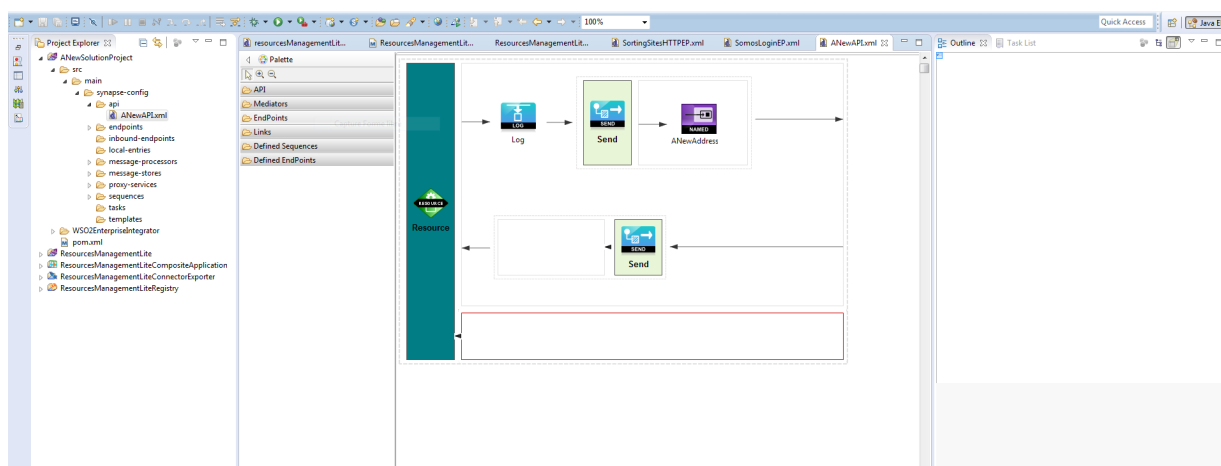 100%
Quick Access
Java E
Project Explorer
ANewSolutionProject
src
main
synapse-config
api
ANewAPI.xml
endpoints
inbound-endpoints
local-entries
message-processors
message-stores
proxy-services
sequences
tasks
templates
WSO2EnterpriseIntegrator
pom.xml
ResourcesManagementLite
ResourcesManagementLiteCompositeApplication
ResourcesManagementLiteConnectorExporter
ResourcesManagementLiteRegistry
resourcesManagementLit...
ResourcesManagementLit...
ResourcesManagementLit...
SortingSitesHTTPEP.xml
SomosLoginEP.xml
ANewAPI.xml
Palette
API
Mediators
EndPoints
Links
Defined Sequences
Defined EndPoints
RESOURCE
Resource
LOG
Log
SEND
Send
NAMED
ANewAddress
SEND
Send
Outline
Task List